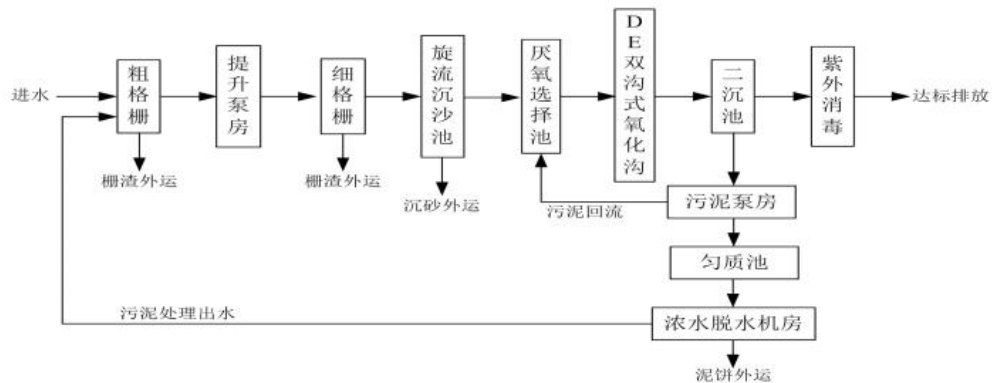 进水
粗格栅
提升泵房
细格栅
旋流沉沙池
厌氧选择池
DE双沟式氧化沟
二沉池
紫外消毒
达标排放
栅渣外运
栅渣外运
沉砂外运
污泥回流
污泥泵房
匀质池
污泥处理出水
浓水脱水机房
泥饼外运